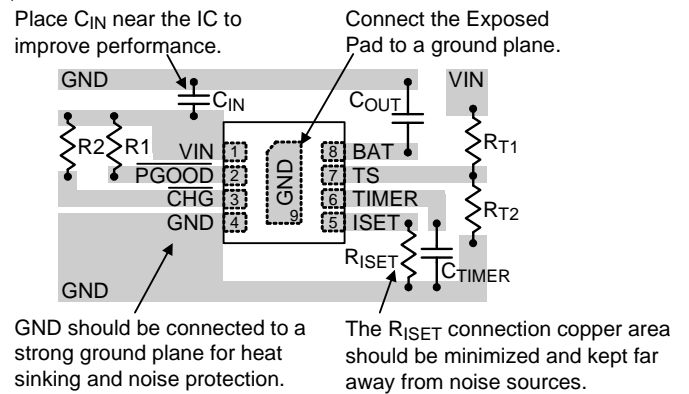 Place CIN near the IC to
improve performance.
Connect the Exposed
Pad to a ground plane.
GND
VIN
CIN
COUT
R2
R1
RT1
VIN
1
8
BAT
PGOOD
2
7
TS
CHG
3
6
TIMER
GND
4
5
ISET
GND
9
RT2
RISET
CTIMER
GND
GND should be connected to a
strong ground plane for heat
sinking and noise protection.
The RISET connection copper area
should be minimized and kept far
away from noise sources.